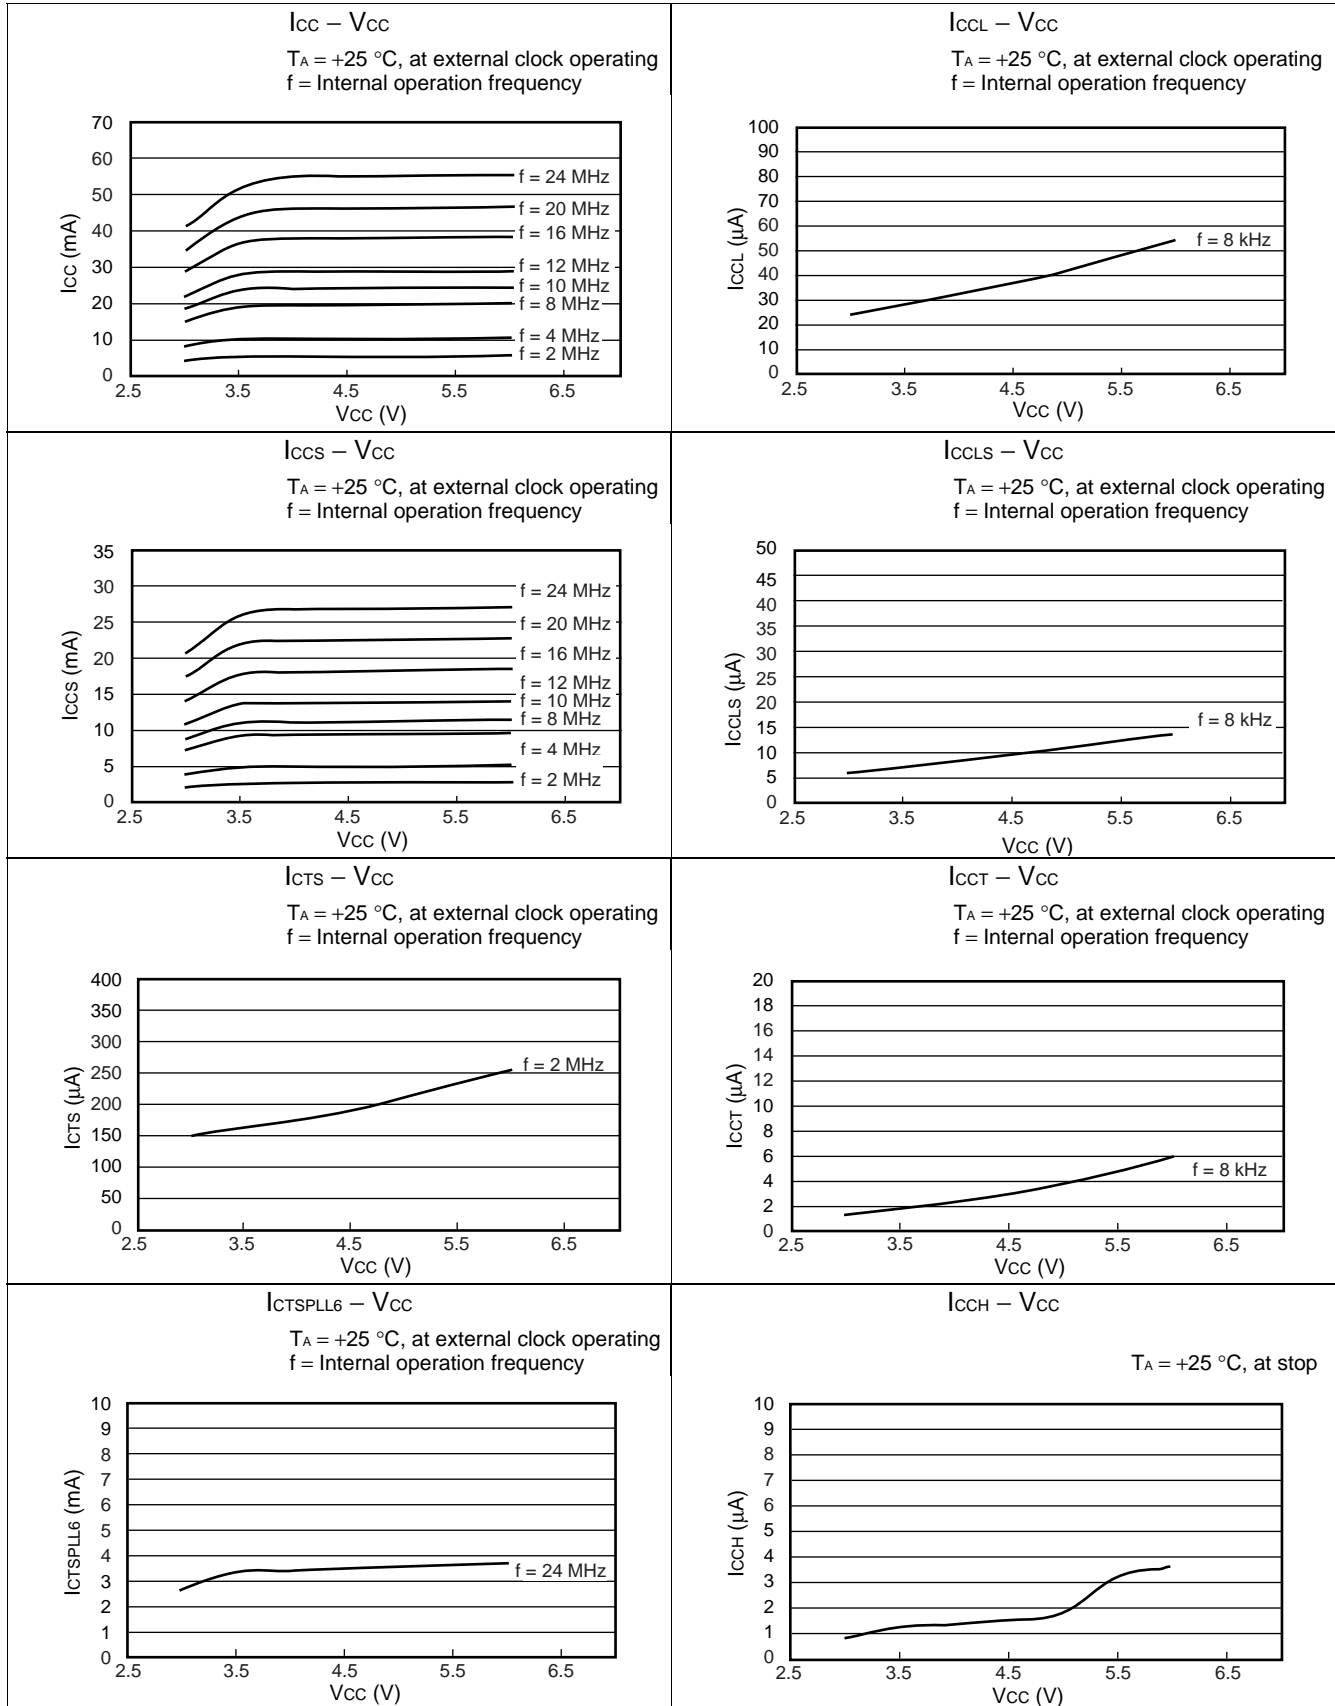 ICC – VCC
TA = +25 °C, at external clock operating
f = Internal operation frequency
70
60
50
40
30
20
10
0
ICC (mA)
f = 24 MHz
f = 20 MHz
f = 16 MHz
f = 12 MHz
f = 10 MHz
f = 8 MHz
f = 4 MHz
f = 2 MHz
2.5 3.5 4.5 5.5 6.5
VCC (V)
ICCL – VCC
TA = +25 °C, at external clock operating
f = Internal operation frequency
100
90
80
70
60
50
40
30
20
10
0
ICCL (μA)
f = 8 kHz
2.5 3.5 4.5 5.5 6.5
VCC (V)
ICCS – VCC
TA = +25 °C, at external clock operating
f = Internal operation frequency
35
30
25
20
15
10
5
0
ICCS (mA)
f = 24 MHz
f = 20 MHz
f = 16 MHz
f = 12 MHz
f = 10 MHz
f = 8 MHz
f = 4 MHz
f = 2 MHz
2.5 3.5 4.5 5.5 6.5
VCC (V)
ICCLS – VCC
TA = +25 °C, at external clock operating
f = Internal operation frequency
50
45
40
35
30
25
20
15
10
5
0
ICCLS (μA)
f = 8 kHz
2.5 3.5 4.5 5.5 6.5
VCC (V)
ICTS – VCC
TA = +25 °C, at external clock operating
f = Internal operation frequency
400
350
300
250
200
150
100
50
0
ICTS (μA)
f = 2 MHz
2.5 3.5 4.5 5.5 6.5
VCC (V)
ICCT – VCC
TA = +25 °C, at external clock operating
f = Internal operation frequency
20
18
16
14
12
10
8
6
4
2
0
ICCT (μA)
f = 8 kHz
2.5 3.5 4.5 5.5 6.5
VCC (V)
ICTSPLL6 – VCC
TA = +25 °C, at external clock operating
f = Internal operation frequency
10
9
8
7
6
5
4
3
2
1
0
ICTSPLL6 (mA)
f = 24 MHz
2.5 3.5 4.5 5.5 6.5
VCC (V)
ICCH – VCC
TA = +25 °C, at stop
10
9
8
7
6
5
4
3
2
1
0
ICCH (μA)
2.5 3.5 4.5 5.5 6.5
VCC (V)